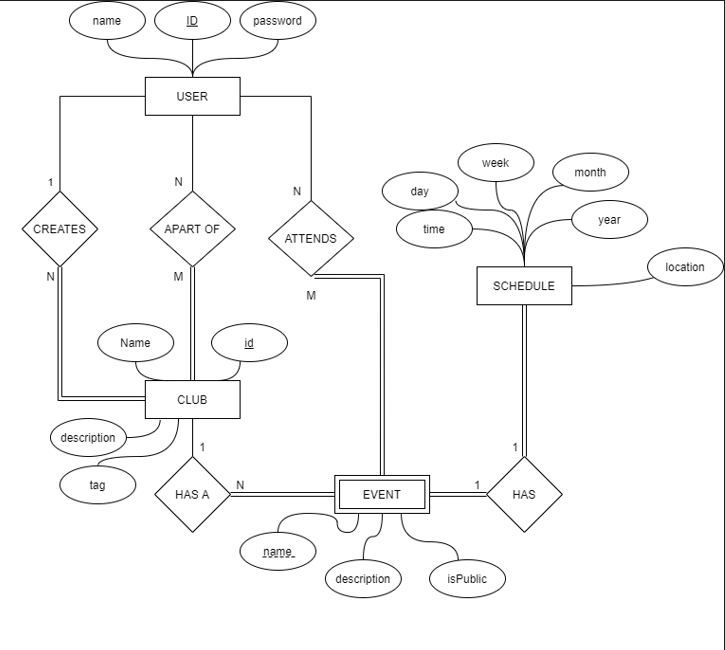 name
ID
password
USER
1
N
N
CREATES
APART OF
ATTENDS
N
M
M
day
week
month
time
year
location
SCHEDULE
Name
id
CLUB
description
tag
1
HAS A
N
EVENT
1
1
HAS
name
description
isPublic